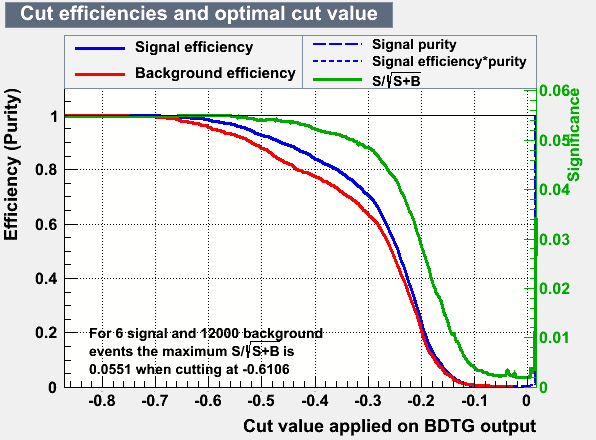 Cut efficiencies and optimal cut value
Signal efficiency
Background efficiency
Signal purity
Signal efficiency*purity
S/√S+B
Efficiency (Purity)
1
0.8
0.6
0.4
0.2
0
0.06
0.05
0.04
0.03
0.02
0.01
0
Significance
For 6 signal and 12000 background
events the maximum S/√S+B is
0.0551 when cutting at -0.6106
-0.8 -0.7 -0.6 -0.5 -0.4 -0.3 -0.2 -0.1 0
Cut value applied on BDTG output